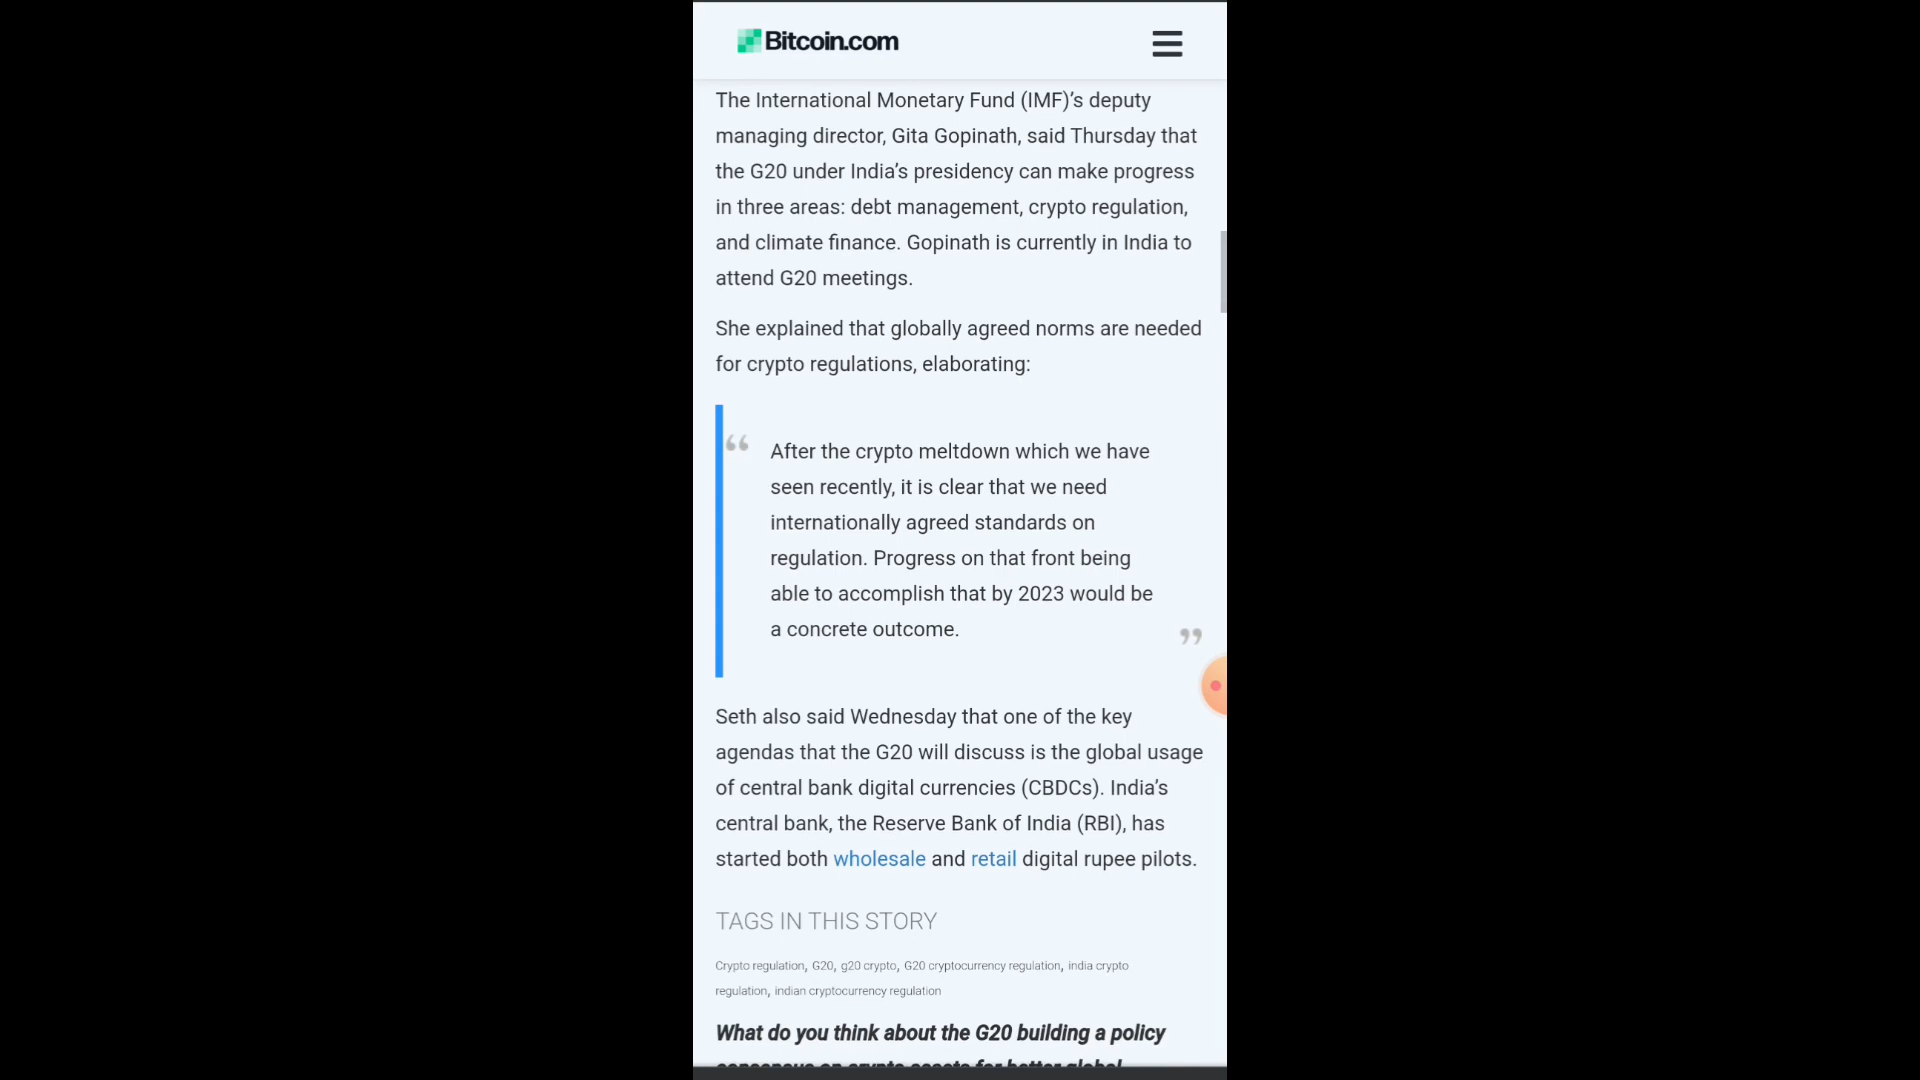 Bitcoin.com
The International Monetary Fund (IMF)’s deputy
managing director, Gita Gopinath, said Thursday that
the G20 under India’s presidency can make progress
in three areas: debt management, crypto regulation,
and climate finance. Gopinath is currently in India to
attend G20 meetings.
She explained that globally agreed norms are needed
for crypto regulations, elaborating:
“ After the crypto meltdown which we have
seen recently, it is clear that we need
internationally agreed standards on
regulation. Progress on that front being
able to accomplish that by 2023 would be
a concrete outcome. ”
Seth also said Wednesday that one of the key
agendas that the G20 will discuss is the global usage
of central bank digital currencies (CBDCs). India’s
central bank, the Reserve Bank of India (RBI), has
started both wholesale and retail digital rupee pilots.
TAGS IN THIS STORY
Crypto regulation, G20, g20 crypto, G20 cryptocurrency regulation, india crypto
regulation, indian cryptocurrency regulation
What do you think about the G20 building a policy
consensus on crypto assets for better global